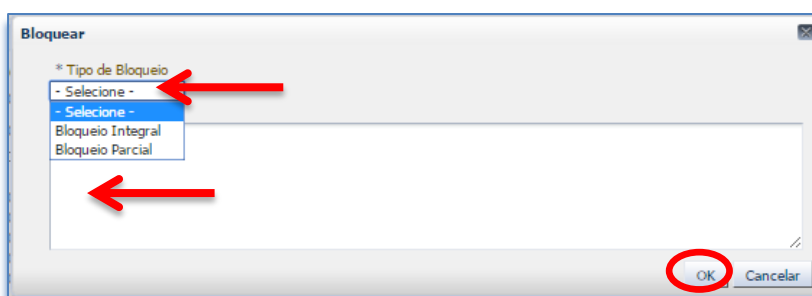 Bloquear
* Tipo de Bloqueio
- Selecione -
- Selecione -
Bloqueio Integral
Bloqueio Parcial
OK Cancelar